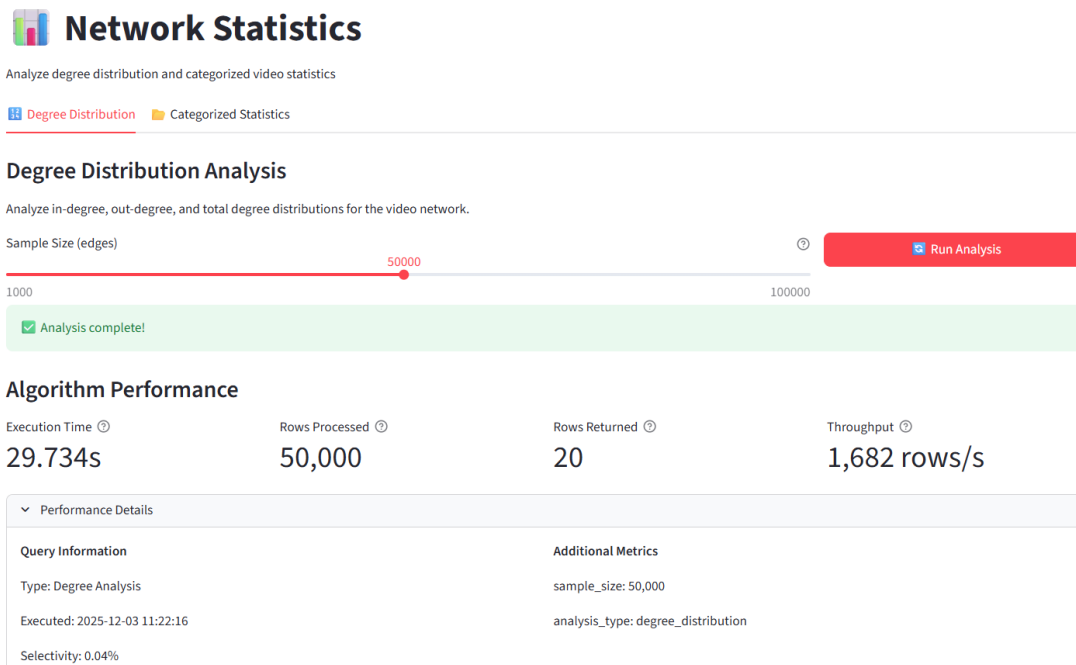 Network Statistics
Analyze degree distribution and categorized video statistics
Degree Distribution Categorized Statistics
Degree Distribution Analysis
Analyze in-degree, out-degree, and total degree distributions for the video network.
Sample Size (edges)
Run Analysis
50000
1000 100000
Analysis complete!
Algorithm Performance
Execution Time Rows Processed Rows Returned Throughput
29.734s 50,000 20 1,682 rows/s
Performance Details
Query Information Additional Metrics
Type: Degree Analysis sample_size: 50,000
Executed: 2025-12-03 11:22:16 analysis_type: degree_distribution
Selectivity: 0.04%